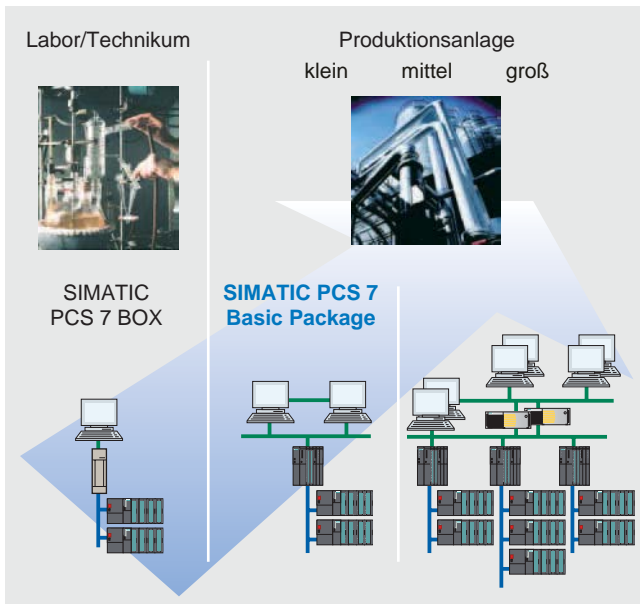 Labor/Technikum
Produktionsanlage
klein mittel groß
SIMATIC
PCS 7 BOX
SIMATIC PCS 7
Basic Package